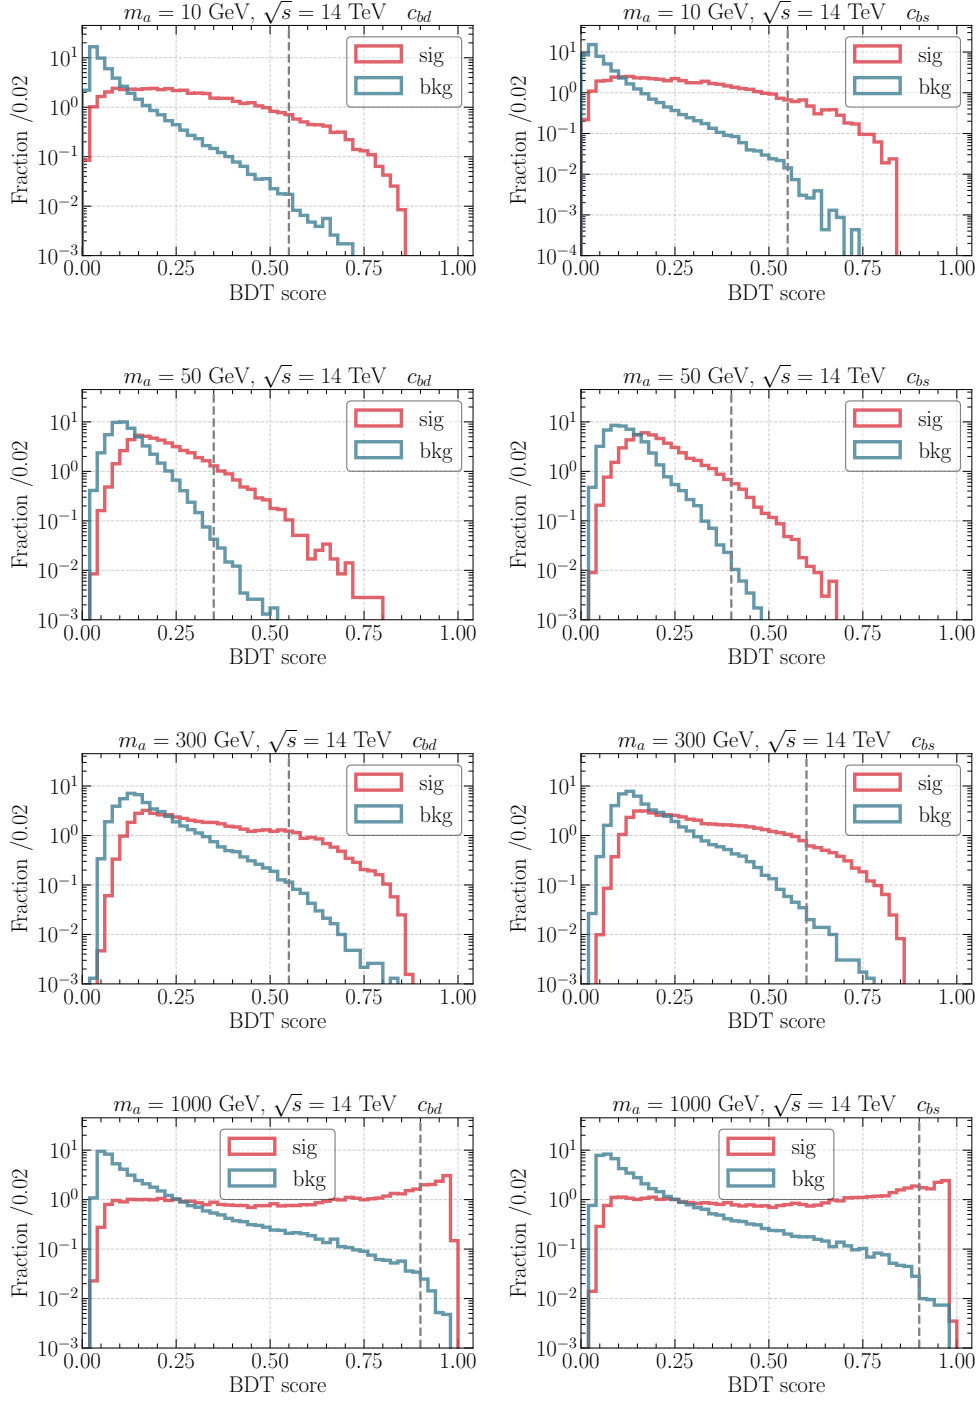 m_a = 10 GeV, √s = 14 TeV c_bd
sig
bkg
Fraction /0.02
10^1
10^0
10^−1
10^−2
10^−3
0.00 0.25 0.50 0.75 1.00
BDT score
m_a = 10 GeV, √s = 14 TeV c_bs
sig
bkg
Fraction /0.02
10^1
10^0
10^−1
10^−2
10^−3
10^−4
0.00 0.25 0.50 0.75 1.00
BDT score
m_a = 50 GeV, √s = 14 TeV c_bd
sig
bkg
Fraction /0.02
10^1
10^0
10^−1
10^−2
10^−3
0.00 0.25 0.50 0.75 1.00
BDT score
m_a = 50 GeV, √s = 14 TeV c_bs
sig
bkg
Fraction /0.02
10^1
10^0
10^−1
10^−2
10^−3
0.00 0.25 0.50 0.75 1.00
BDT score
m_a = 300 GeV, √s = 14 TeV c_bd
sig
bkg
Fraction /0.02
10^1
10^0
10^−1
10^−2
10^−3
0.00 0.25 0.50 0.75 1.00
BDT score
m_a = 300 GeV, √s = 14 TeV c_bs
sig
bkg
Fraction /0.02
10^1
10^0
10^−1
10^−2
10^−3
0.00 0.25 0.50 0.75 1.00
BDT score
m_a = 1000 GeV, √s = 14 TeV c_bd
sig
bkg
Fraction /0.02
10^1
10^0
10^−1
10^−2
10^−3
0.00 0.25 0.50 0.75 1.00
BDT score
m_a = 1000 GeV, √s = 14 TeV c_bs
sig
bkg
Fraction /0.02
10^1
10^0
10^−1
10^−2
10^−3
0.00 0.25 0.50 0.75 1.00
BDT score